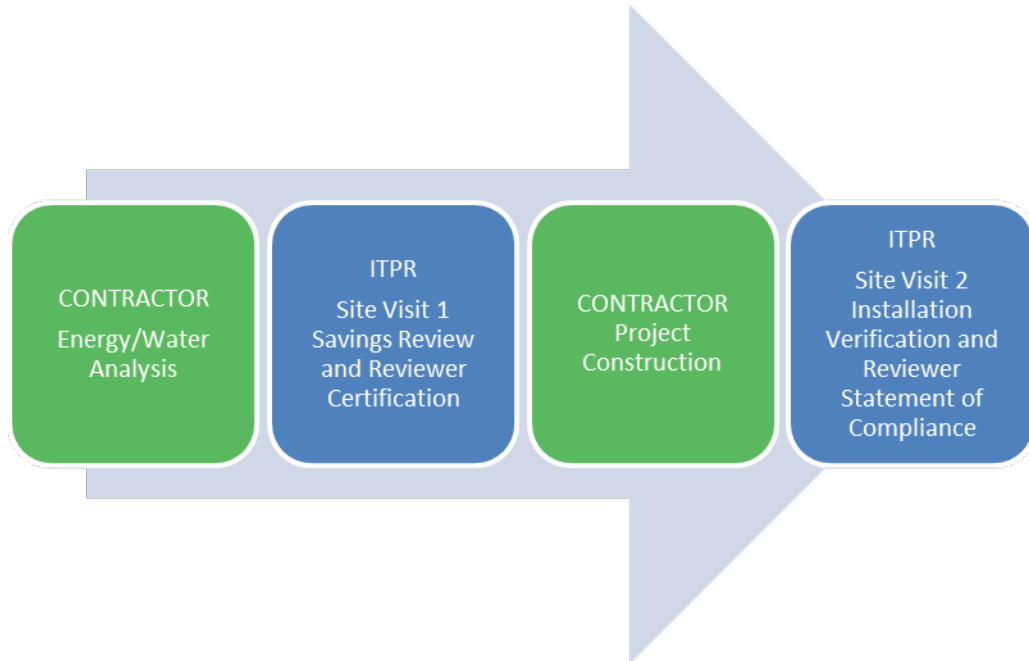 CONTRACTOR
Energy/Water
Analysis
ITPR
Site Visit 1
Savings Review
and Reviewer
Certification
CONTRACTOR
Project
Construction
ITPR
Site Visit 2
Installation
Verification and
Reviewer
Statement of
Compliance